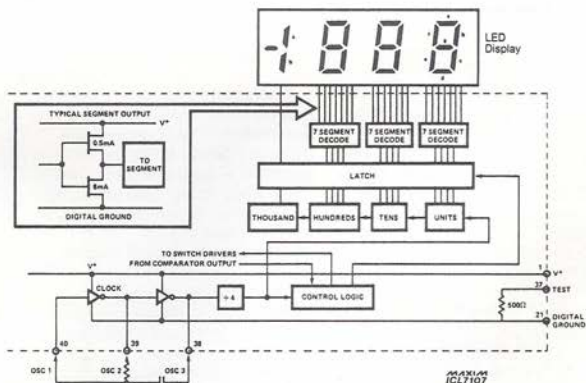 LED
Display
TYPICAL SEGMENT OUTPUT
V+
0.5mA
TO
SEGMENT
8mA
DIGITAL GROUND
7 SEGMENT
DECODE
7 SEGMENT
DECODE
7 SEGMENT
DECODE
LATCH
THOUSAND
HUNDREDS
TENS
UNITS
TO SWITCH DRIVERS
FROM COMPARATOR OUTPUT
V+
CLOCK
÷4
CONTROL LOGIC
1
V+
37
TEST
500Ω
21
DIGITAL
GROUND
40
39
38
OSC 1
OSC 2
OSC 3
MAXIM
ICL7107